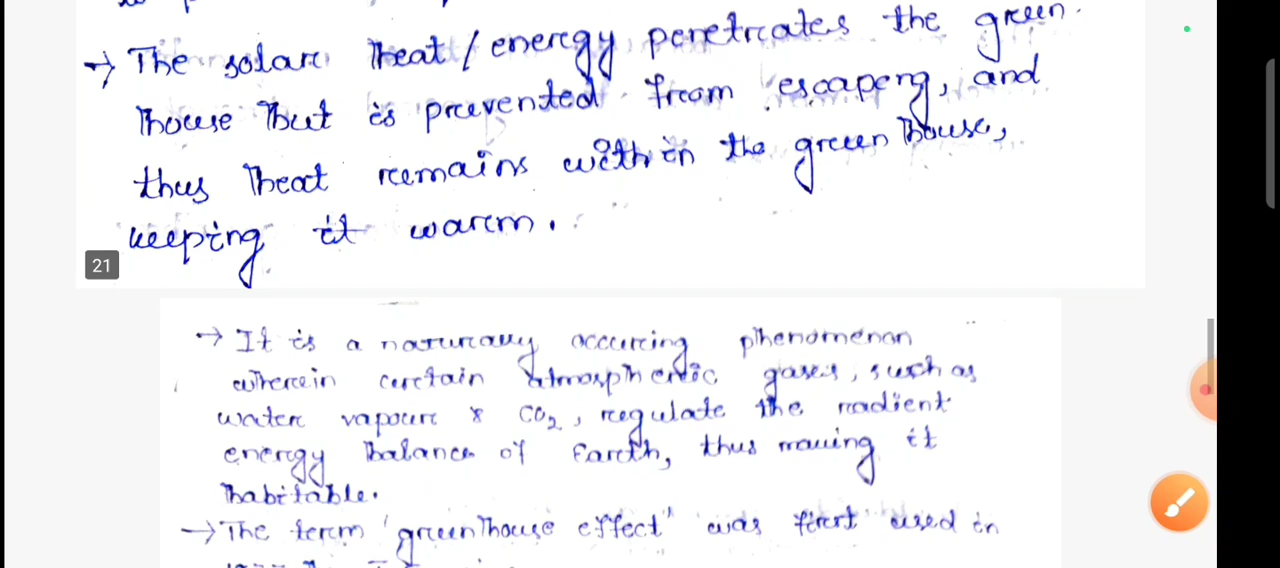 → The solar heat/energy penetrates the green
house but is prevented from escaping, and
thus heat remains within the green house,
keeping it warm.
21
→ It is a naturally occuring phenomenon
wherein certain atmospheric gases, such as
water vapour & CO2, regulate the radient
energy balance of Earth, thus making it
habitable.
→ The term 'greenhouse effect' was first used in